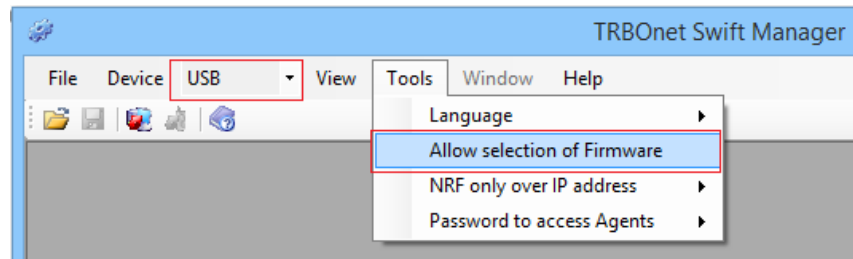 TRBOnet Swift Manager
File Device USB View Tools Window Help
Language
Allow selection of Firmware
NRF only over IP address
Password to access Agents